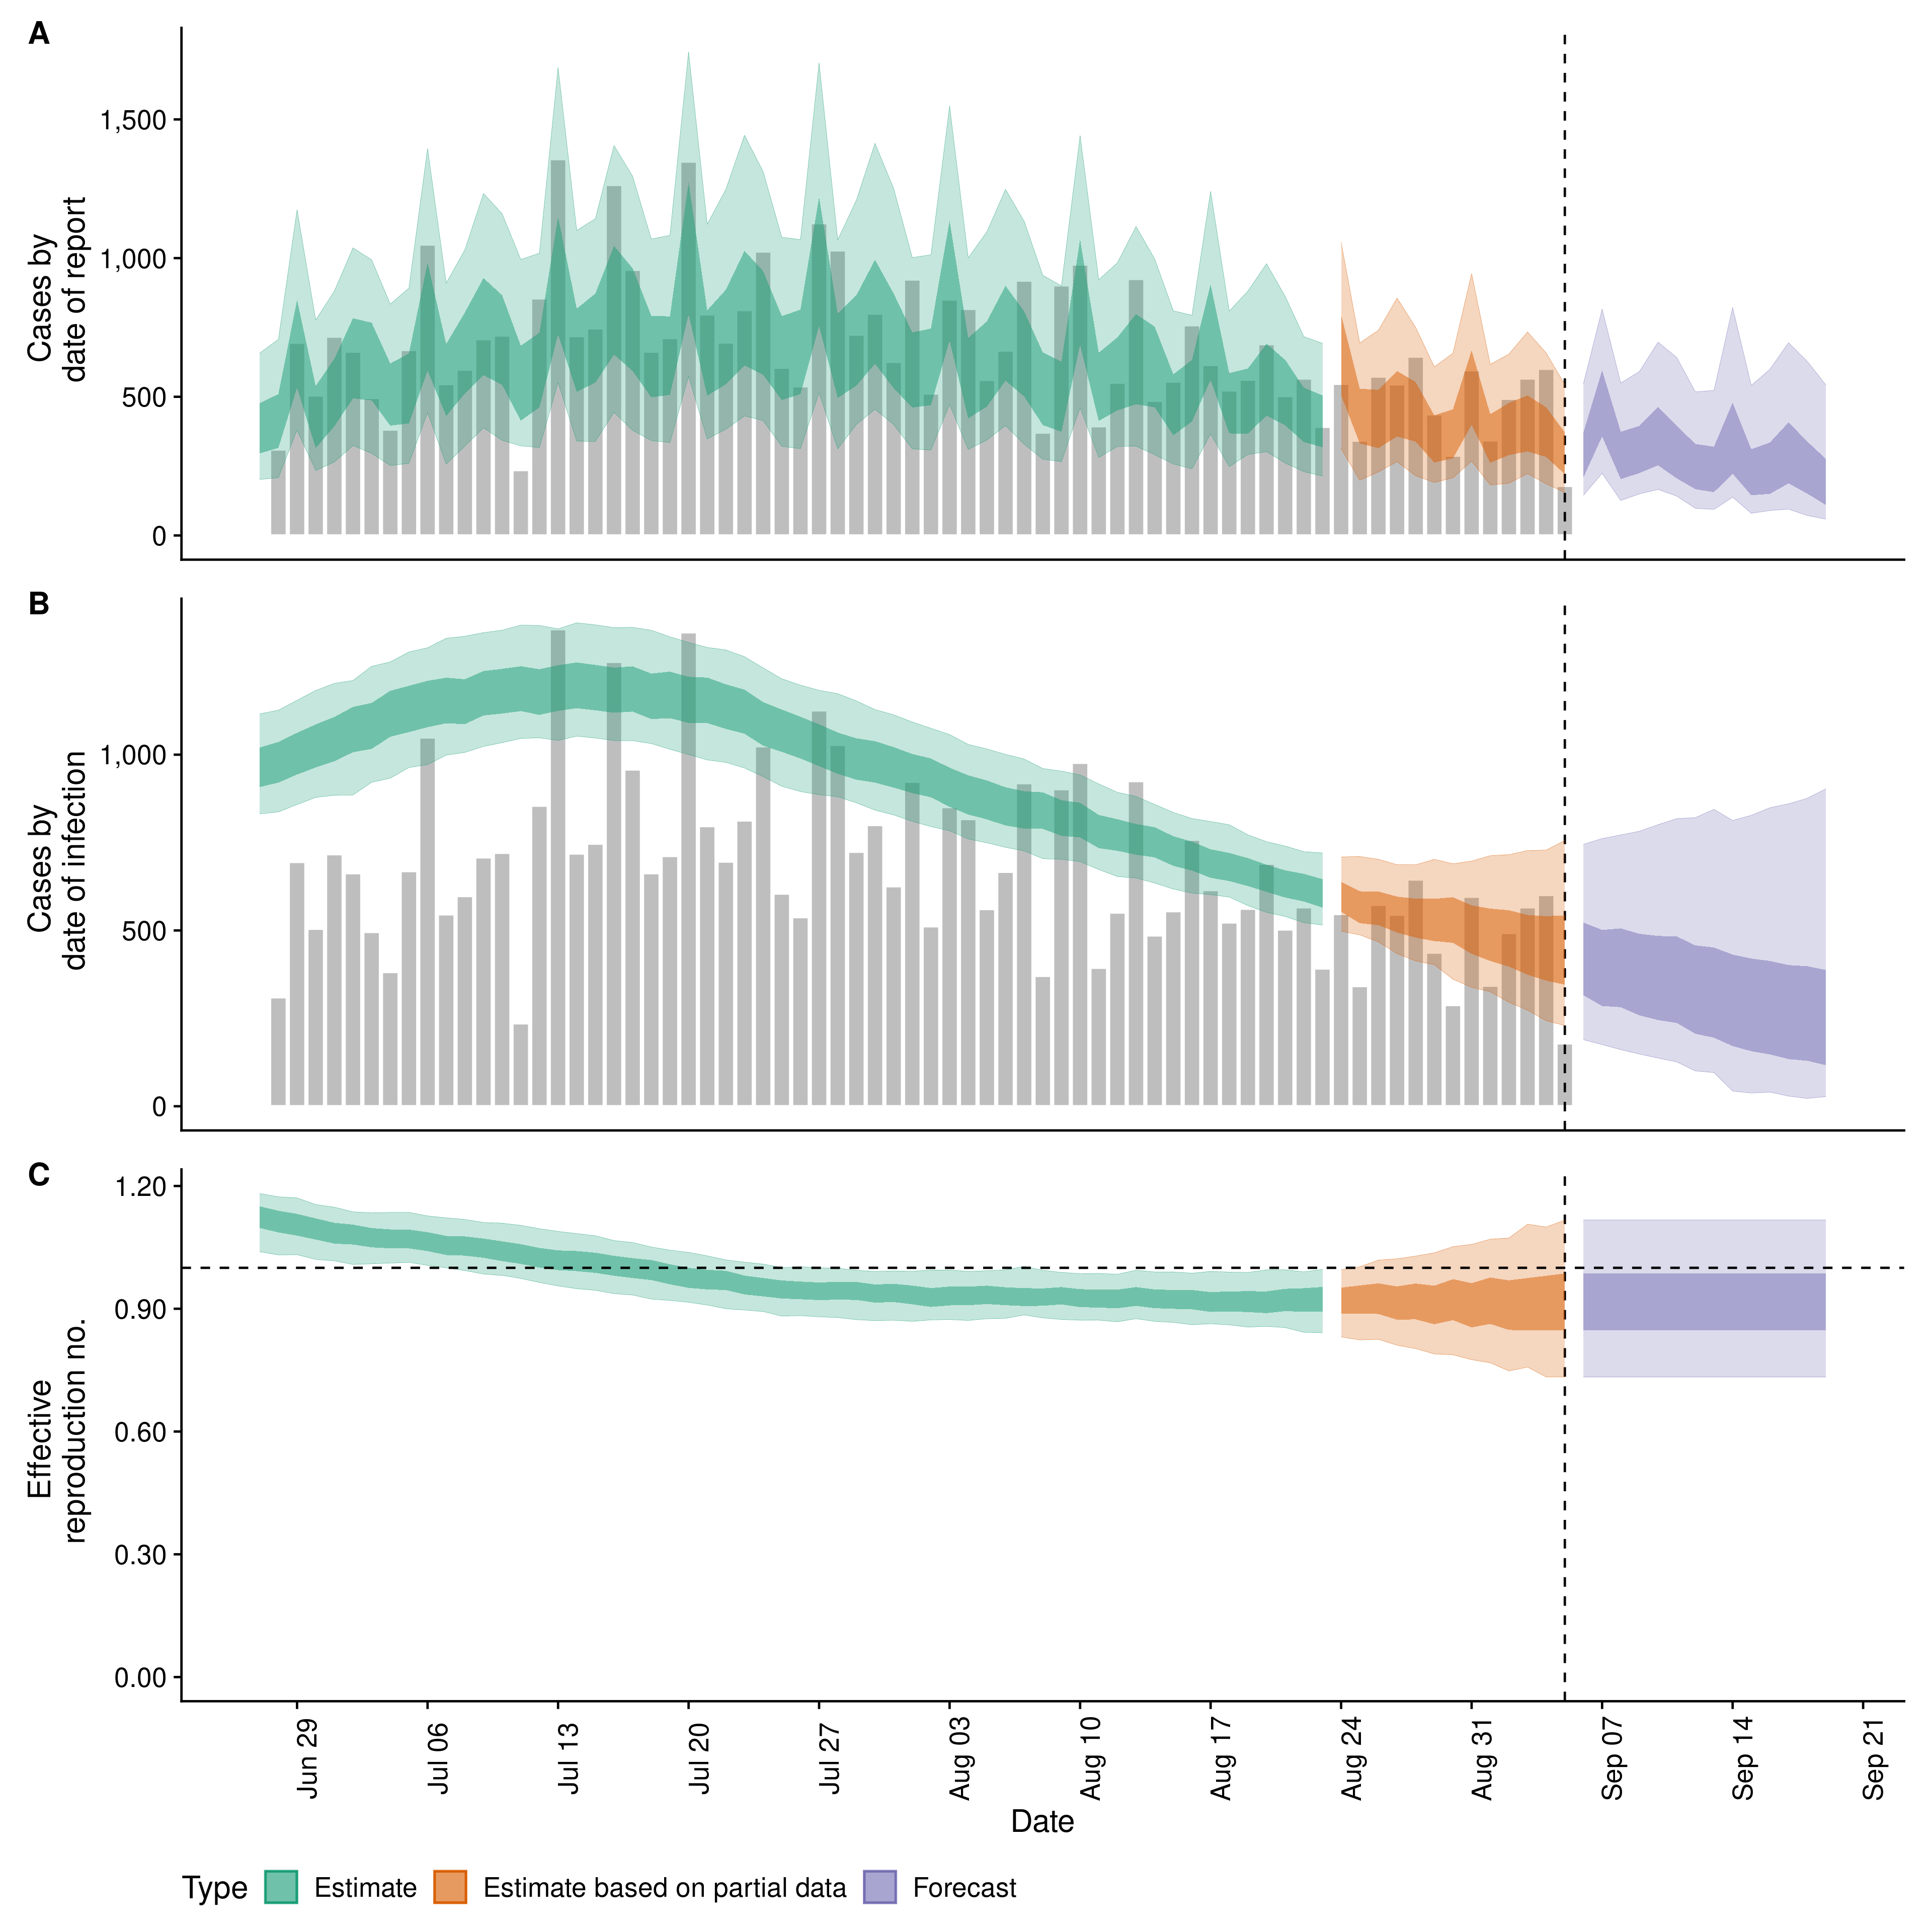 A
Cases by
date of report
1,500
1,000
500
0
B
Cases by
date of infection
1,000
500
0
C
Effective
reproduction no.
1.20
0.90
0.60
0.30
0.00
Jun 29
Jul 06
Jul 13
Jul 20
Jul 27
Aug 03
Aug 10
Aug 17
Aug 24
Aug 31
Sep 07
Sep 14
Sep 21
Date
Type Estimate Estimate based on partial data Forecast